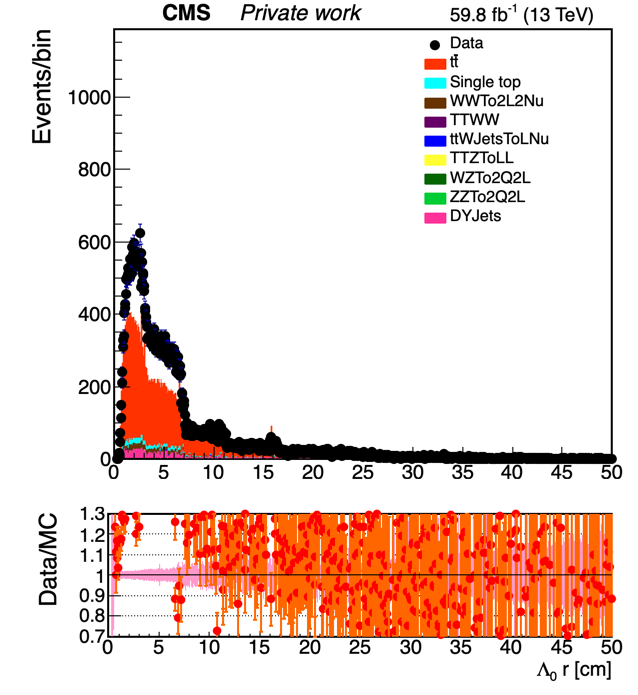 CMS Private work 59.8 fb⁻¹ (13 TeV)
Events/bin
1000
800
600
400
200
0
Data
tt̄
Single top
WWTo2L2Nu
TTWW
ttWJetsToLNu
TTZToLL
WZTo2Q2L
ZZTo2Q2L
DYJets
0 5 10 15 20 25 30 35 40 45 50
Data/MC
1.3
1.2
1.1
1
0.9
0.8
0.7
0 5 10 15 20 25 30 35 40 45 50
Λ₀ r [cm]